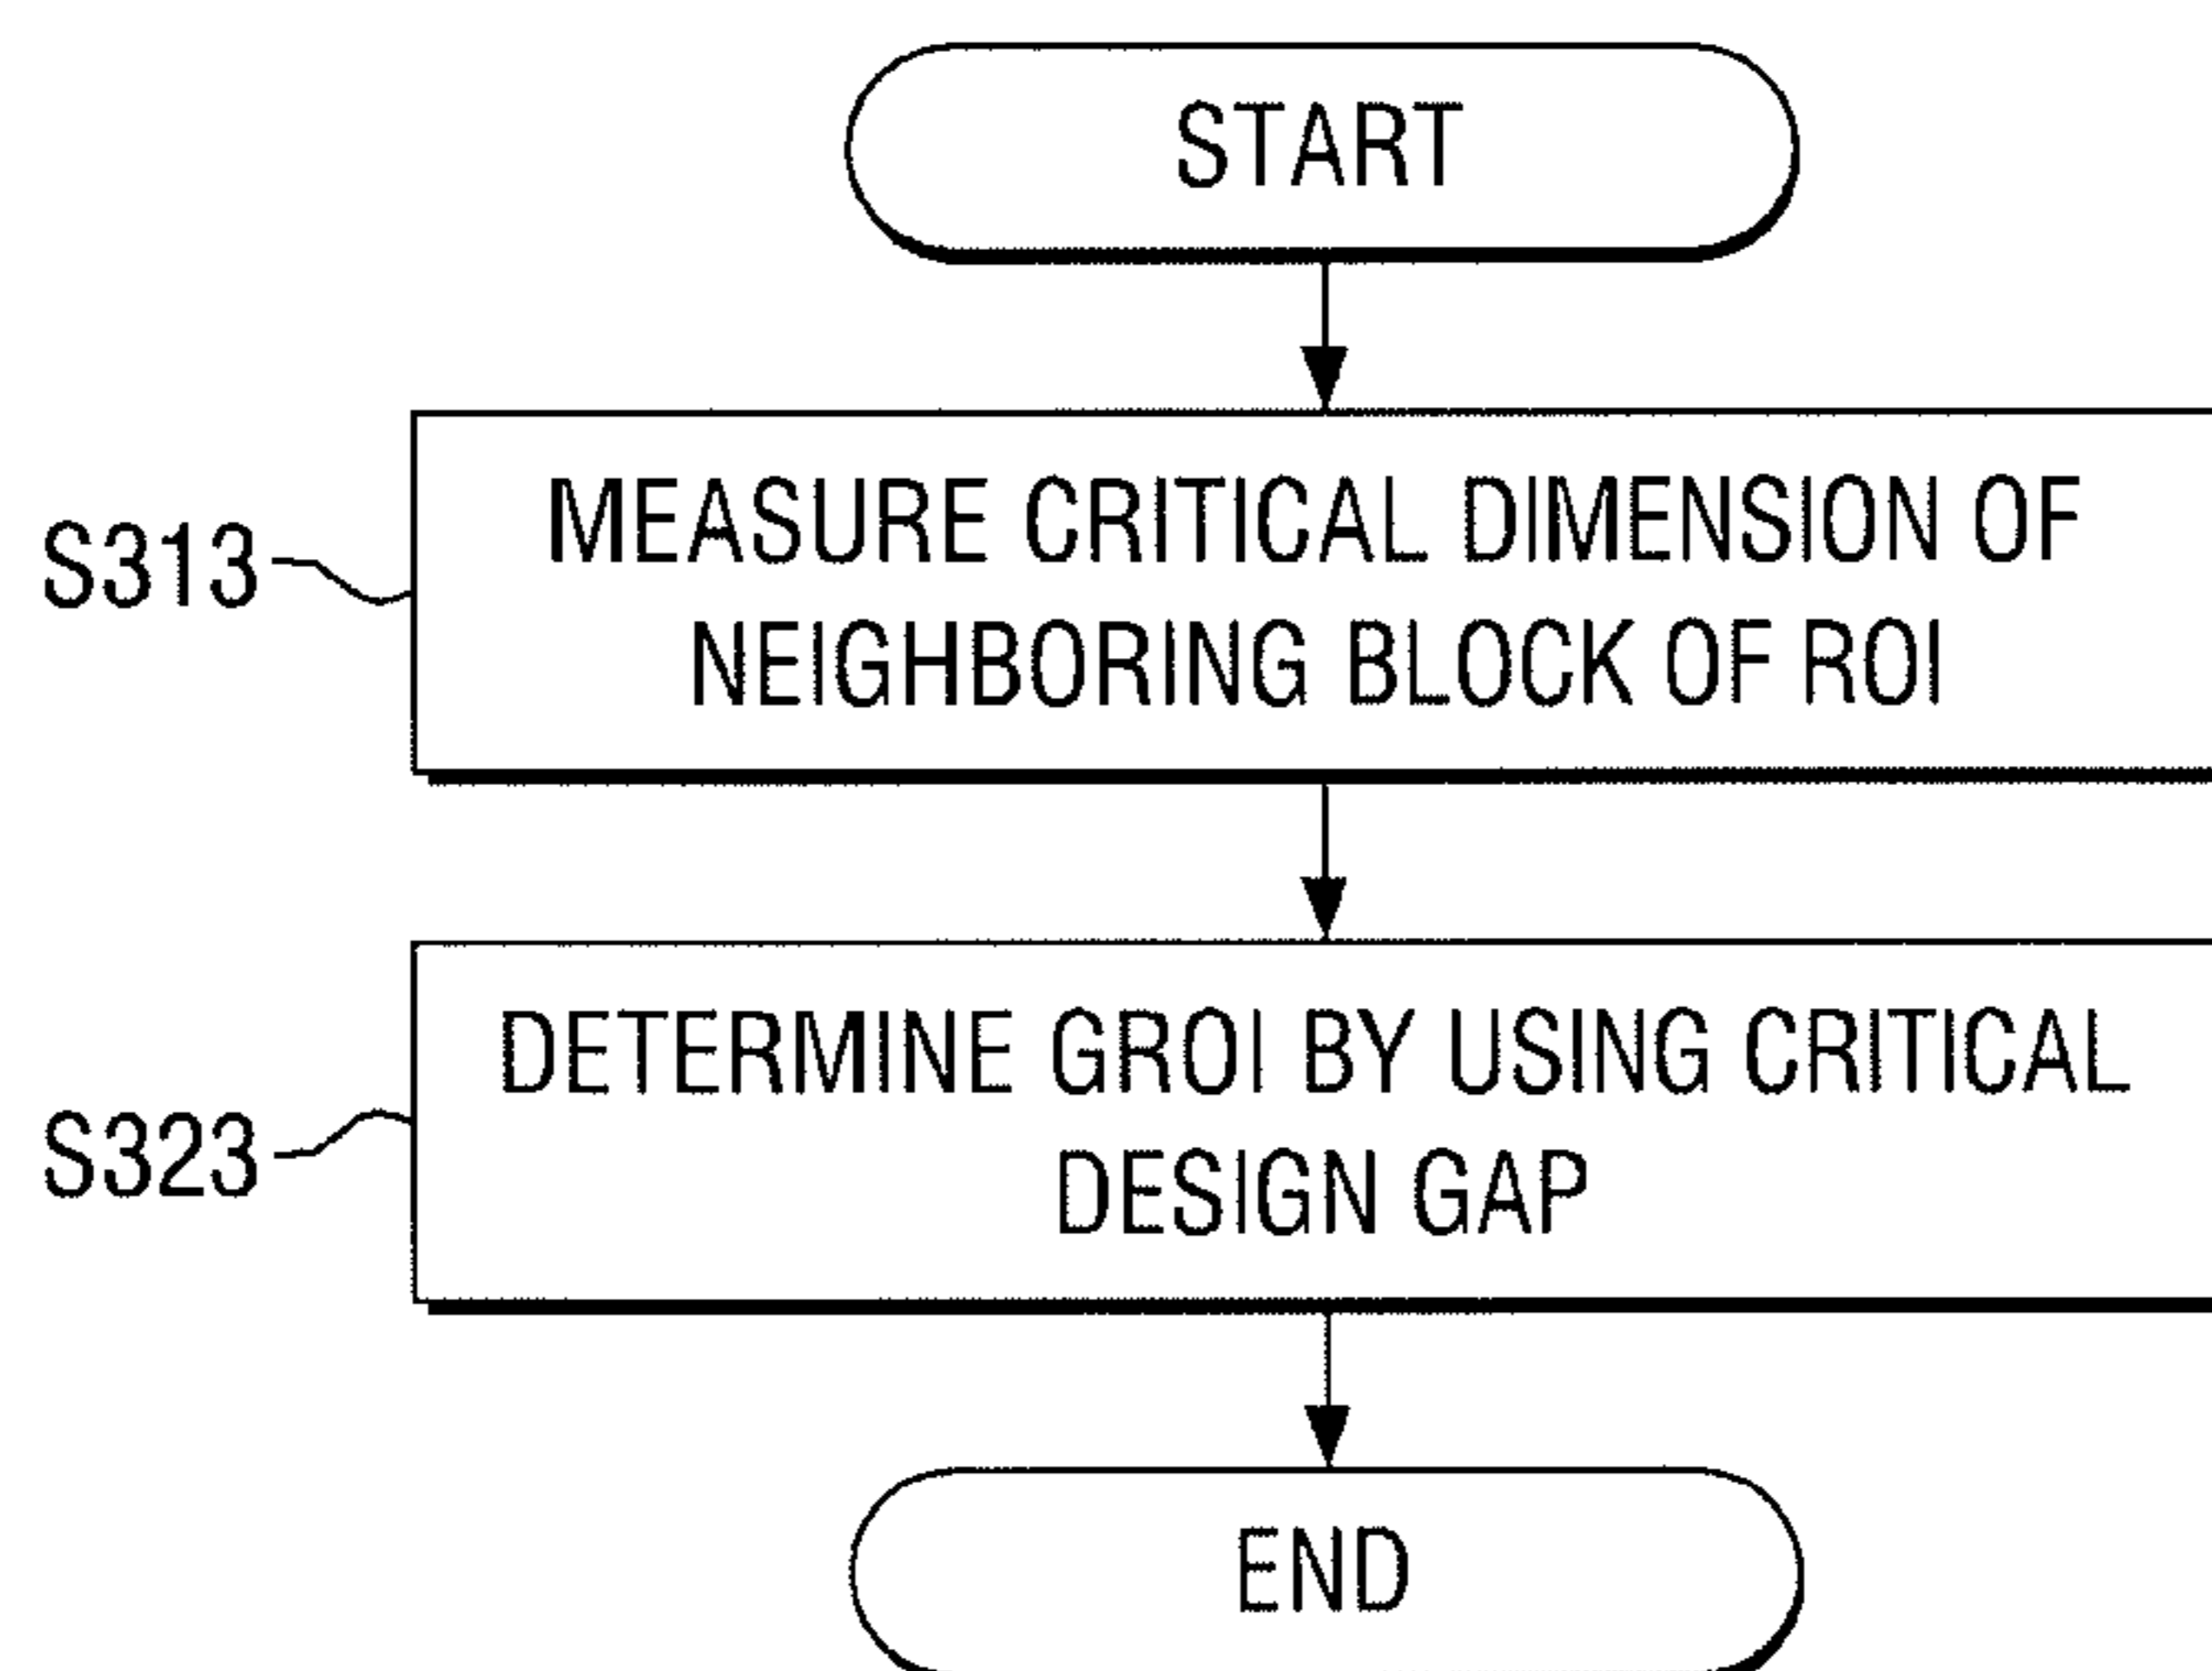 START
S313
MEASURE CRITICAL DIMENSION OF
NEIGHBORING BLOCK OF ROI
S323
DETERMINE GROI BY USING CRITICAL
DESIGN GAP
END